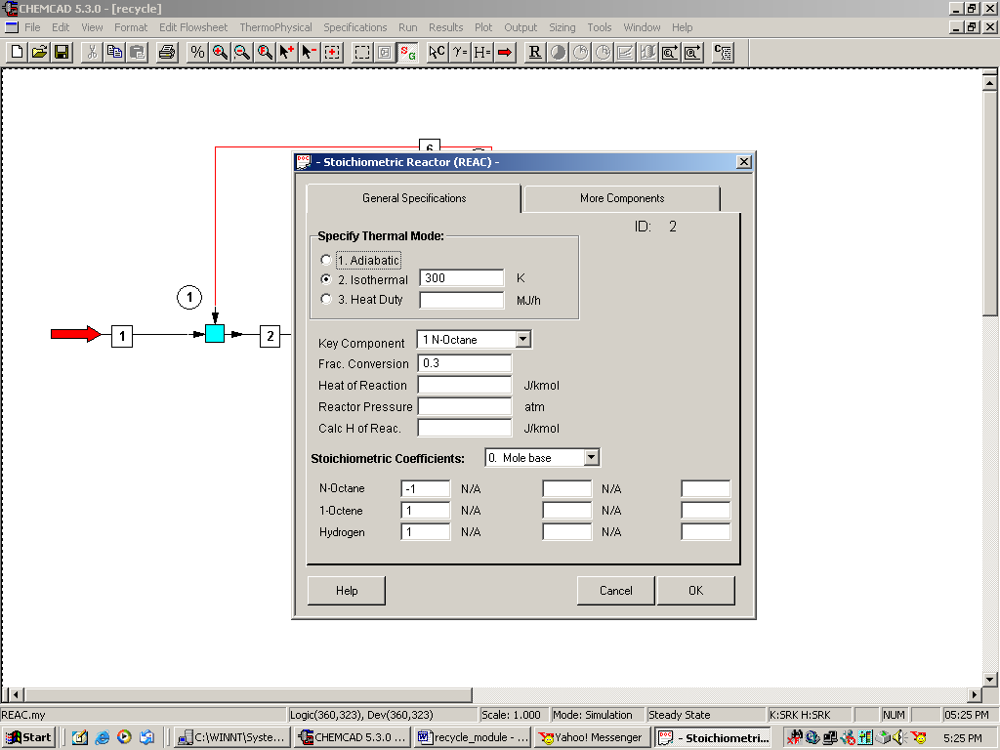 CHEMCAD 5.3.0 - [recycle]
File Edit View Format Edit Flowsheet ThermoPhysical Specifications Run Results Plot Output Sizing Tools Window Help
% S G C γ= H= R C
6
- Stoichiometric Reactor (REAC) -
General Specifications More Components
ID: 2
Specify Thermal Mode:
1. Adiabatic
2. Isothermal 300 K
3. Heat Duty MJ/h
1
1
2
Key Component 1 N-Octane
Frac. Conversion 0.3
Heat of Reaction J/kmol
Reactor Pressure atm
Calc H of Reac. J/kmol
Stoichiometric Coefficients: 0. Mole base
N-Octane -1 N/A N/A
1-Octene 1 N/A N/A
Hydrogen 1 N/A N/A
Help Cancel OK
REAC.my Logic(360,323), Dev(360,323) Scale: 1.000 Mode: Simulation Steady State K:SRK H:SRK NUM 05:25 PM
Start C:\WINNT\Syste... CHEMCAD 5.3.0 ... recycle_module - ... Yahoo! Messenger - Stoichiometri... 5:25 PM